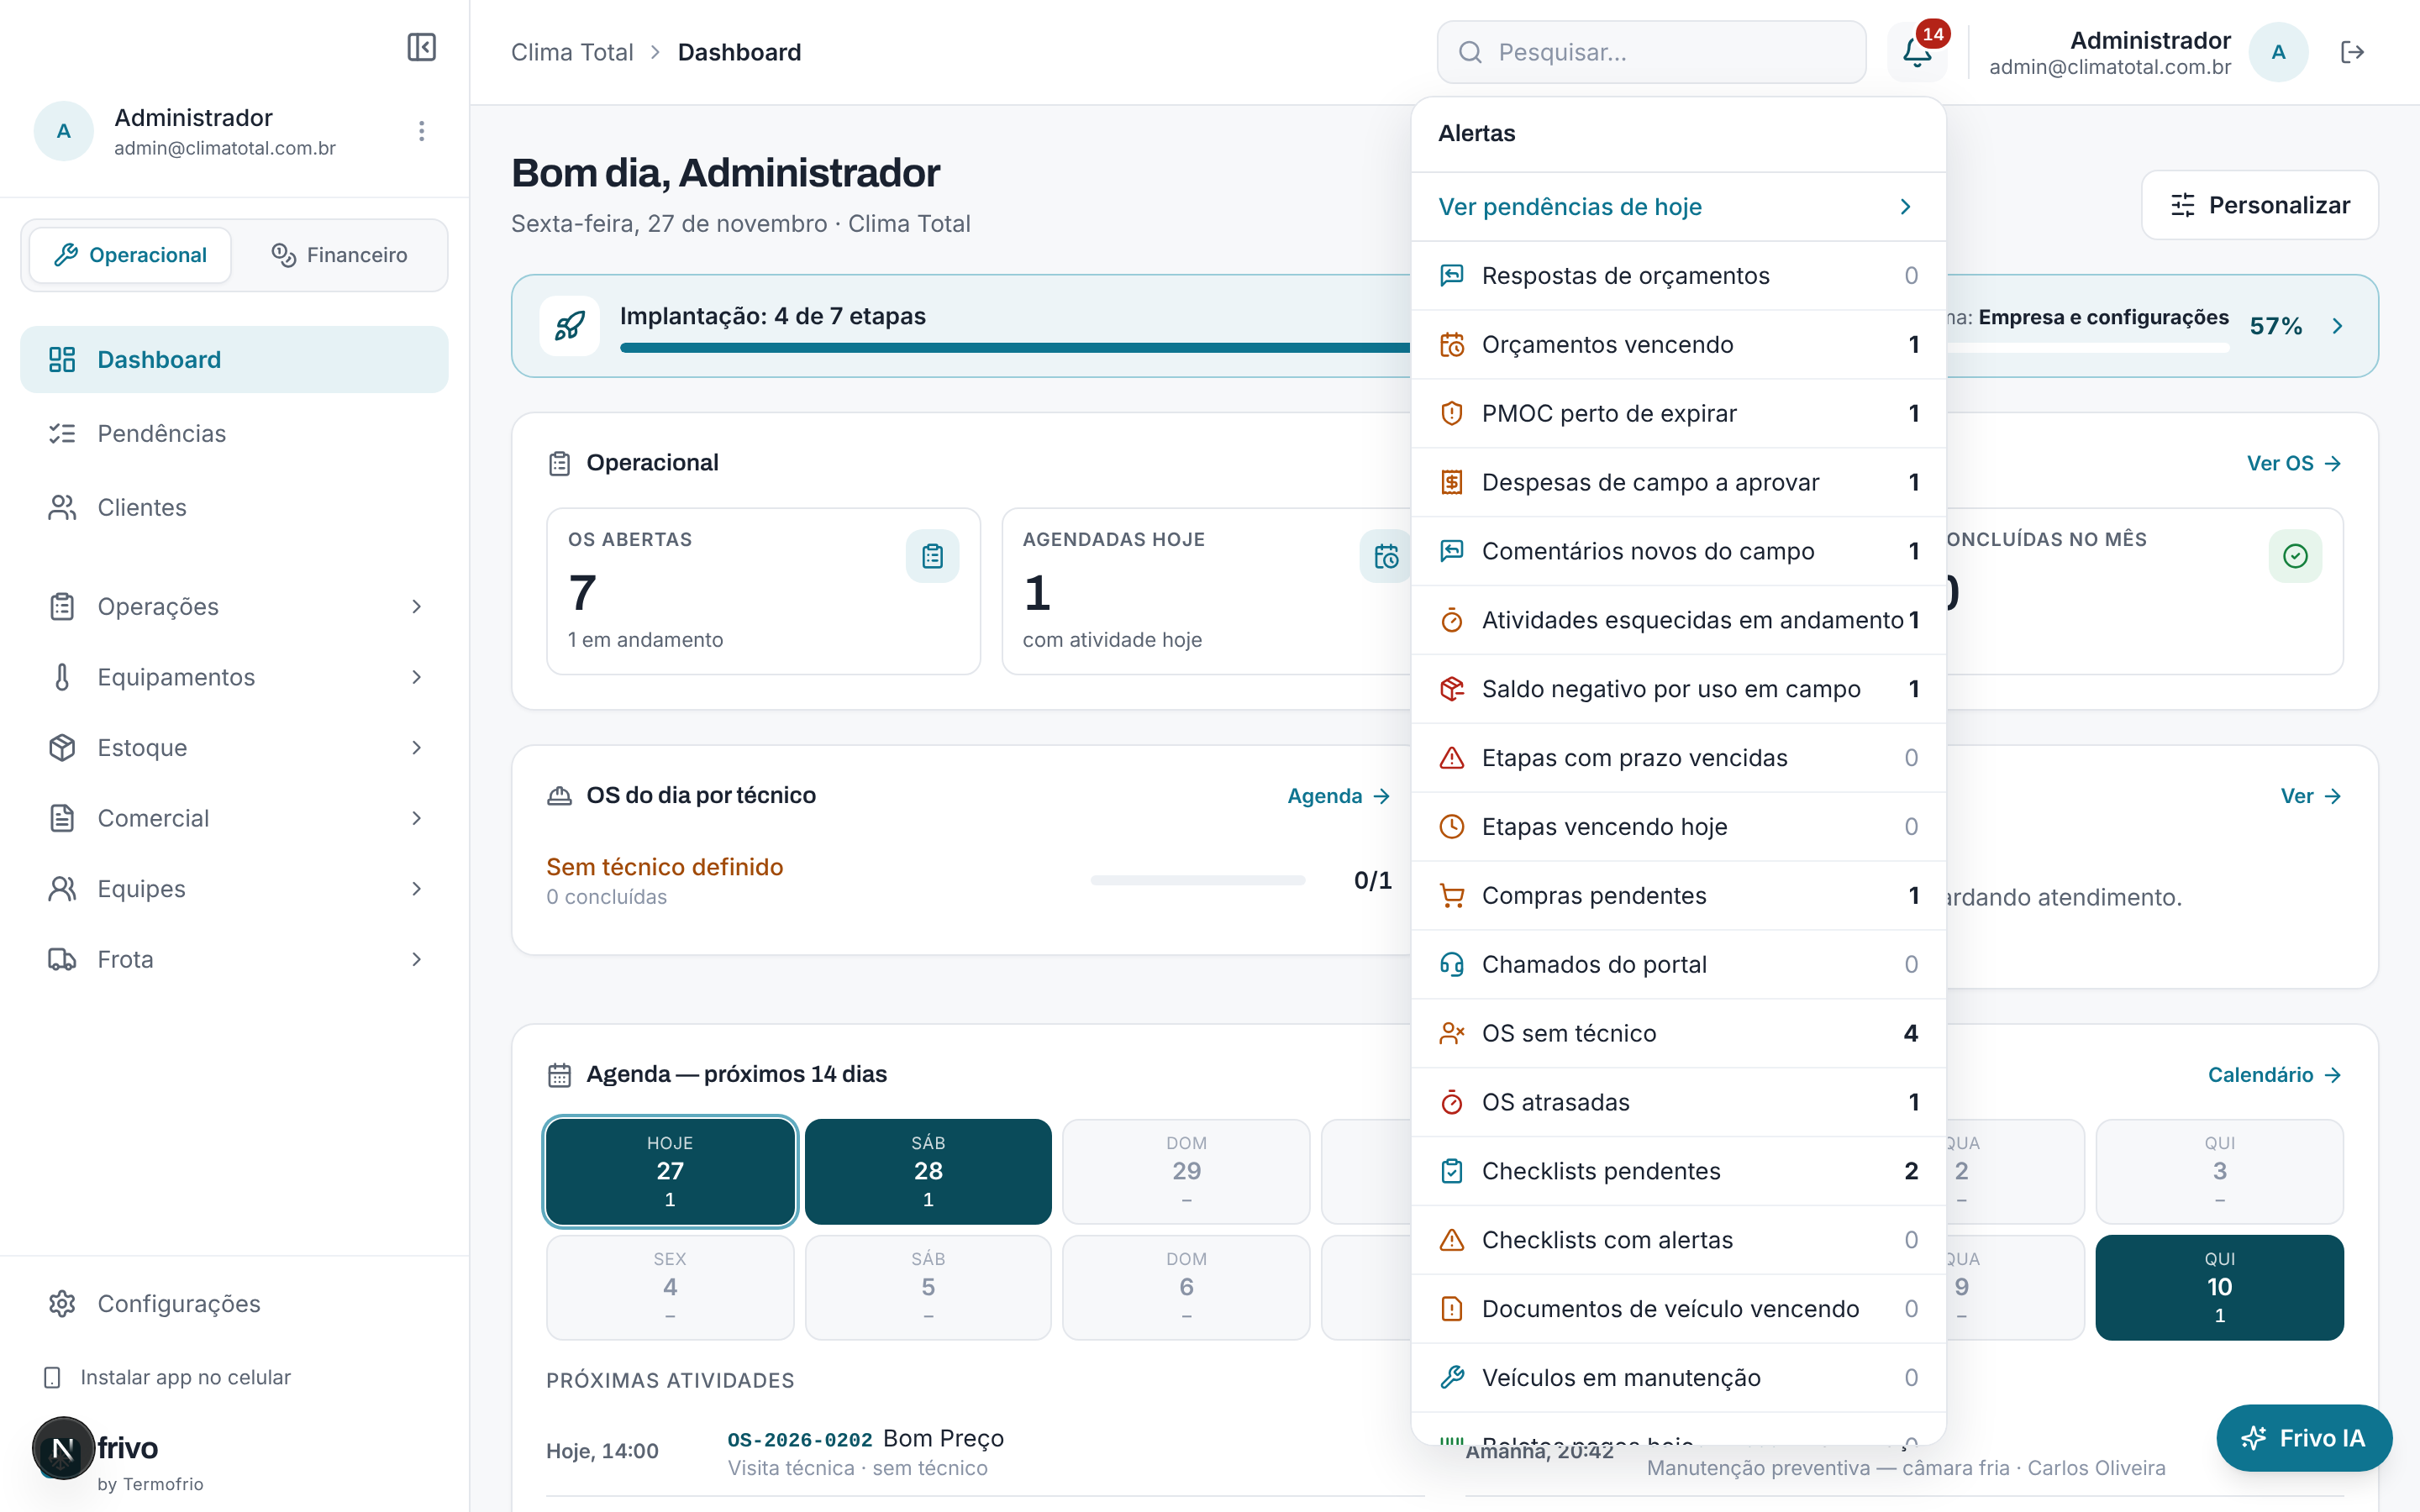 Administrador
admin@climatotal.com.br
A
Operacional
Financeiro
Dashboard
Pendências
Clientes
Operações
Equipamentos
Estoque
Comercial
Equipes
Frota
Configurações
Instalar app no celular
N
frivo
by Termofrio
Clima Total
Dashboard
Pesquisar...
14
Administrador
admin@climatotal.com.br
A
Bom dia, Administrador
Sexta-feira, 27 de novembro · Clima Total
Personalizar
Implantação: 4 de 7 etapas
Empresa e configurações
57%
Operacional
Ver OS
OS ABERTAS
7
1 em andamento
AGENDADAS HOJE
1
com atividade hoje
ONCLUÍDAS NO MÊS
OS do dia por técnico
Agenda
Sem técnico definido
0 concluídas
0/1
Ver
ardando atendimento.
Agenda — próximos 14 dias
Calendário
HOJE
27
1
SÁB
28
1
DOM
29
–
QUA
2
–
QUI
3
–
SEX
4
–
SÁB
5
–
DOM
6
–
QUA
9
–
QUI
10
1
PRÓXIMAS ATIVIDADES
Hoje, 14:00
OS-2026-0202 Bom Preço
Visita técnica · sem técnico
Amanhã, 20:42
Manutenção preventiva — câmara fria · Carlos Oliveira
Frivo IA
Alertas
Ver pendências de hoje
Respostas de orçamentos 0
Orçamentos vencendo 1
PMOC perto de expirar 1
Despesas de campo a aprovar 1
Comentários novos do campo 1
Atividades esquecidas em andamento 1
Saldo negativo por uso em campo 1
Etapas com prazo vencidas 0
Etapas vencendo hoje 0
Compras pendentes 1
Chamados do portal 0
OS sem técnico 4
OS atrasadas 1
Checklists pendentes 2
Checklists com alertas 0
Documentos de veículo vencendo 0
Veículos em manutenção 0